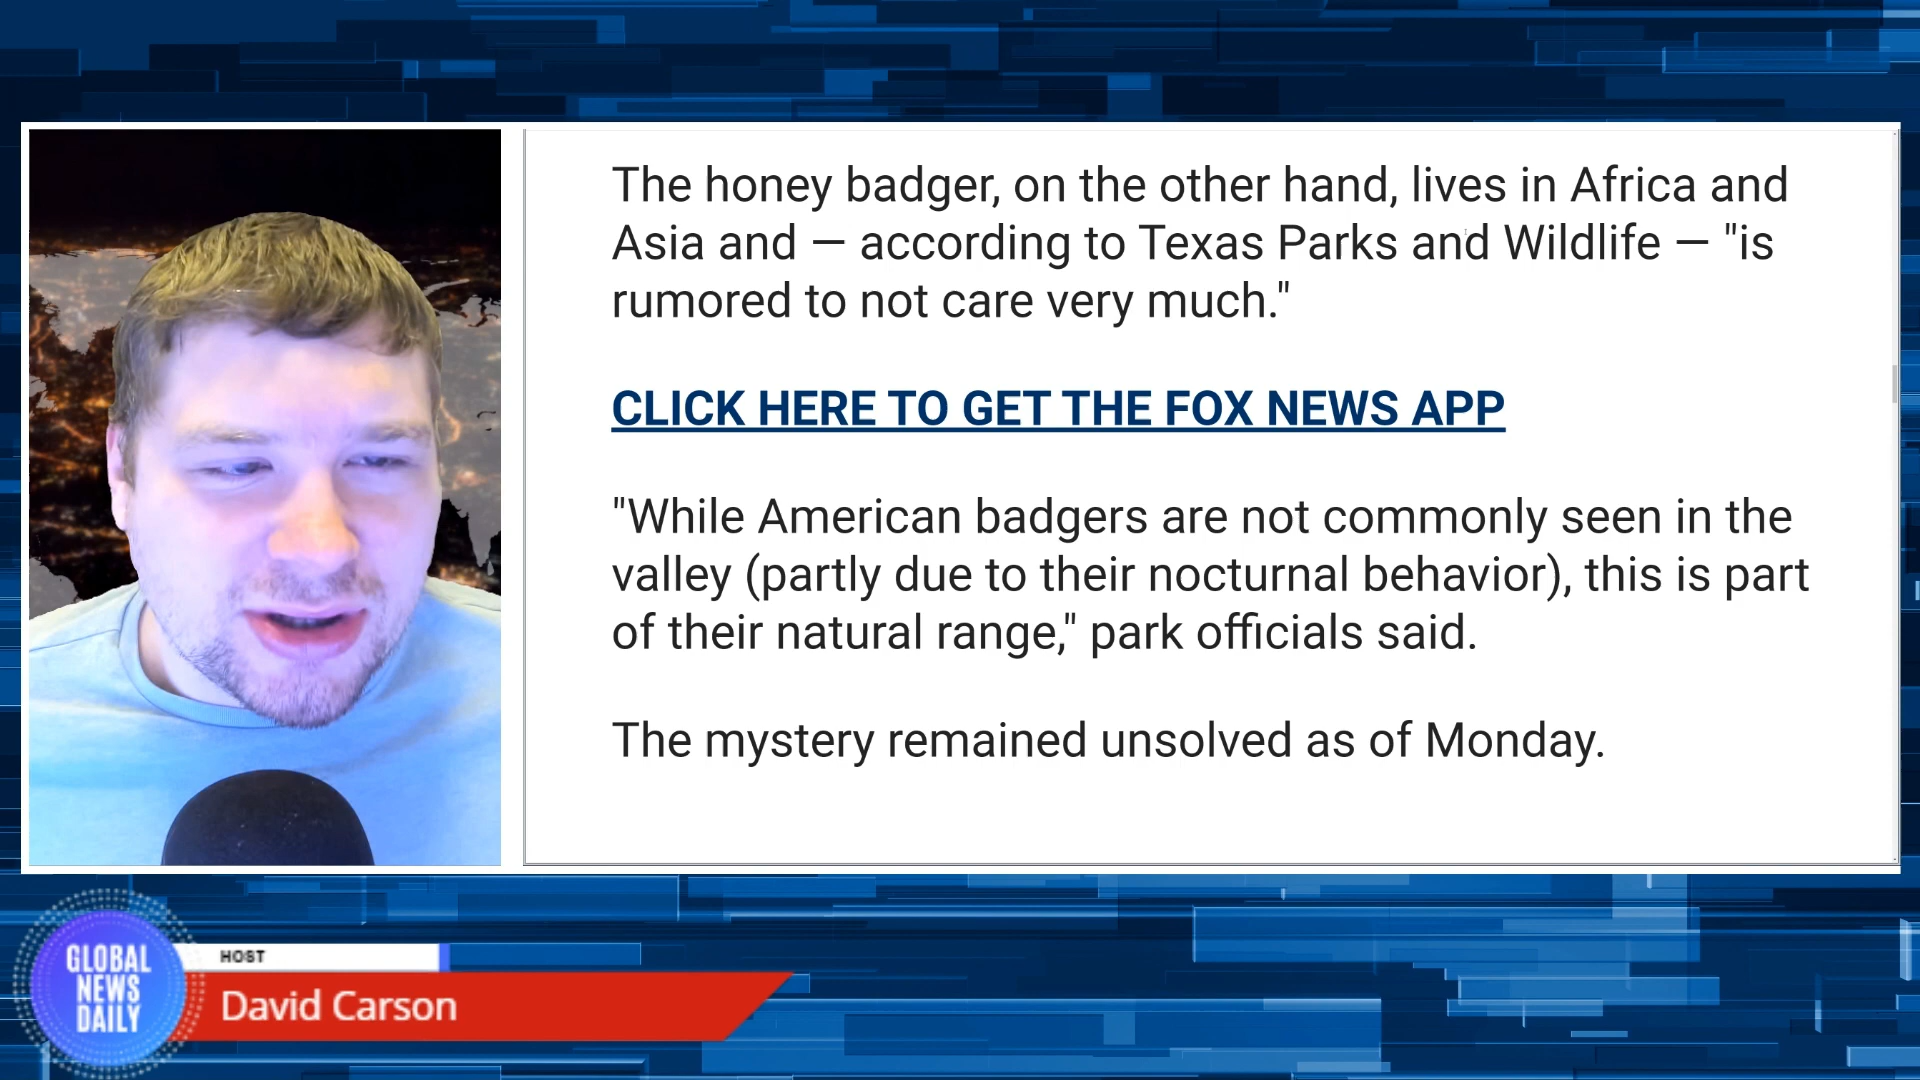 The honey badger, on the other hand, lives in Africa and
Asia and — according to Texas Parks and Wildlife — "is
rumored to not care very much."
CLICK HERE TO GET THE FOX NEWS APP
"While American badgers are not commonly seen in the
valley (partly due to their nocturnal behavior), this is part
of their natural range," park officials said.
The mystery remained unsolved as of Monday.
GLOBAL
NEWS
DAILY
HOST
David Carson